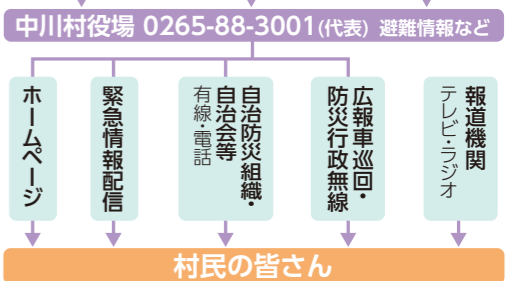 中川村役場 0265-88-3001(代表) 避難情報など
ホームページ
緊急情報配信
自治防災組織・
自治会等
有線・電話
広報車巡回・
防災行政無線
報道機関
テレビ・ラジオ
村民の皆さん